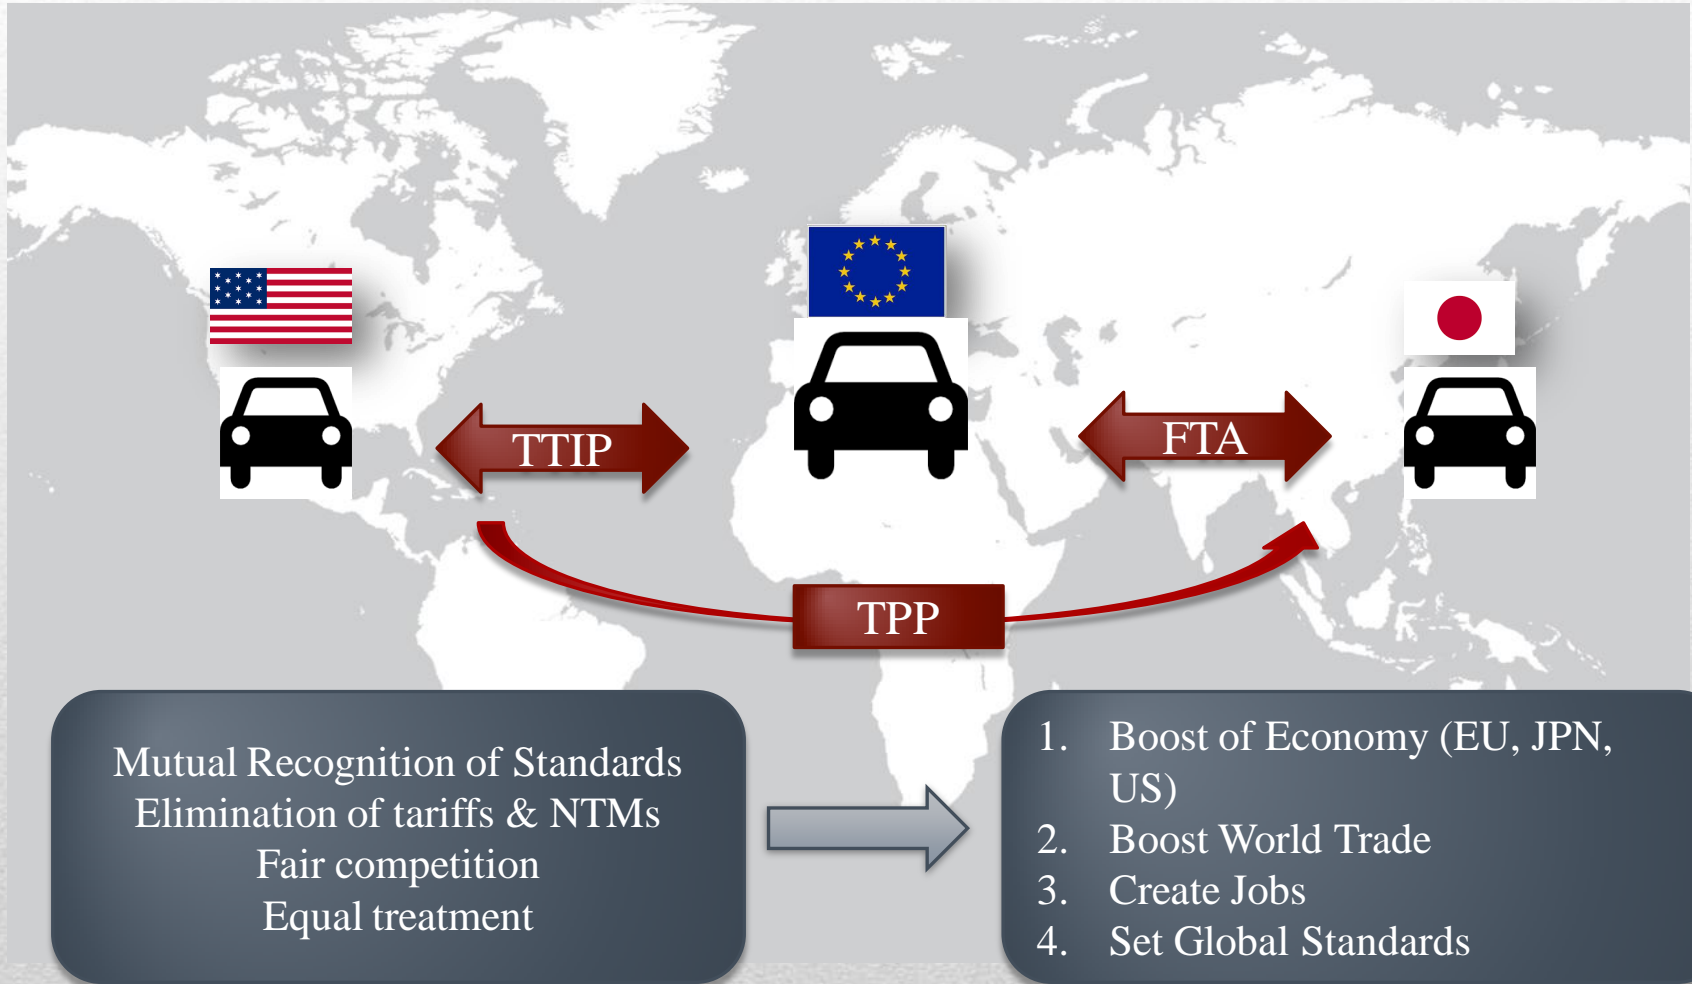 TTIP
FTA
TPP
Mutual Recognition of Standards
Elimination of tariffs & NTMs
Fair competition
Equal treatment
1. Boost of Economy (EU, JPN,
US)
2. Boost World Trade
3. Create Jobs
4. Set Global Standards